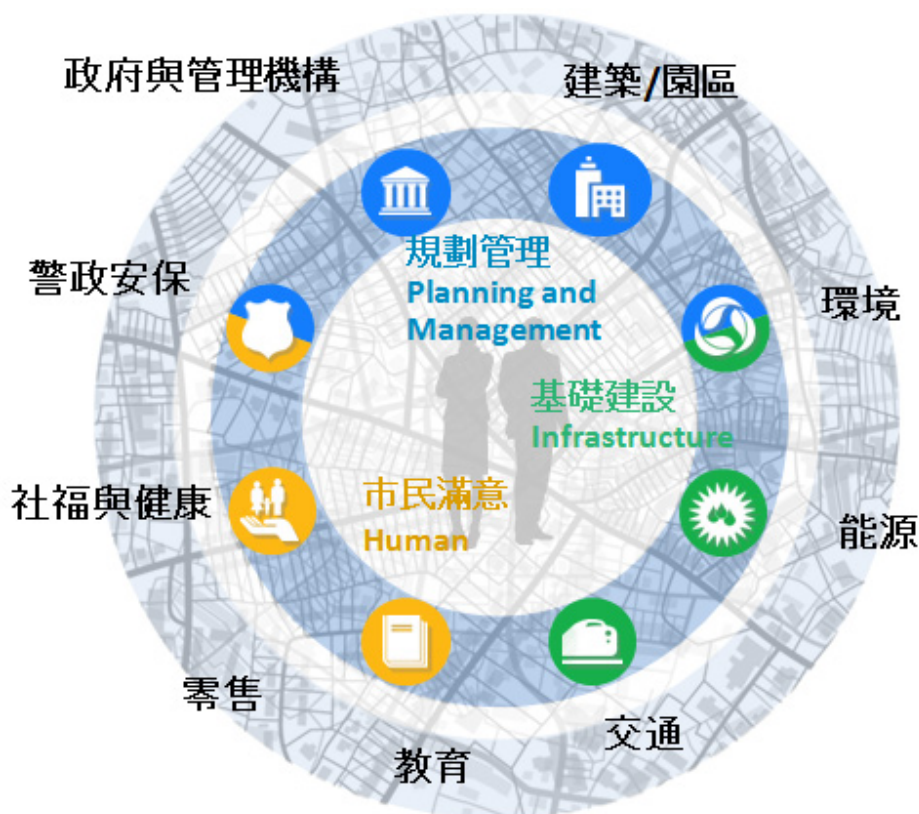 政府與管理機構
建築/園區
規劃管理
Planning and
Management
警政安保
環境
基礎建設
Infrastructure
社福與健康
市民滿意
Human
能源
零售
交通
教育